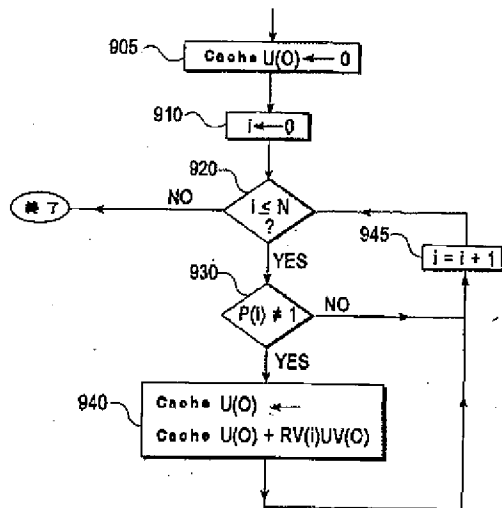 905
Cache U(O) ← 0
910
i ← 0
920
i ≤ N
?
NO
終了
YES
945
i = i + 1
930
P(i) ≠ 1
NO
YES
940
Cache U(O) ←
Cache U(O) + RV(i)UV(O)